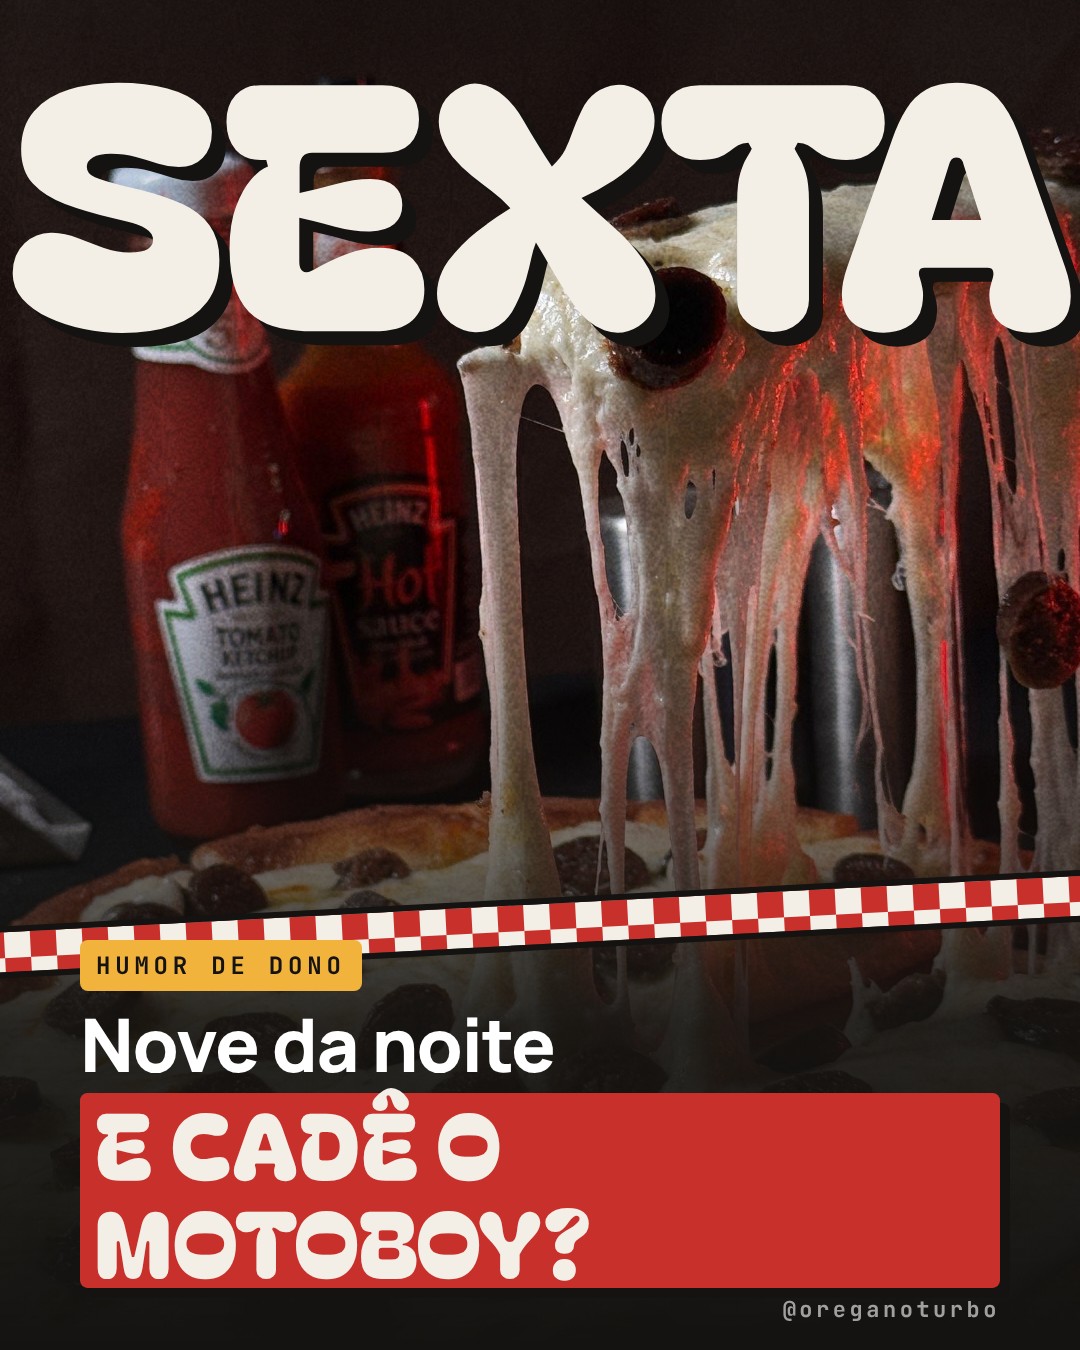 SEXTA
HEINZ
TOMATO
KETCHUP
HEINZ
Hot
sauce
HUMOR DE DONO
Nove da noite
E CADÊ O
MOTOBOY?
@oreganoturbo